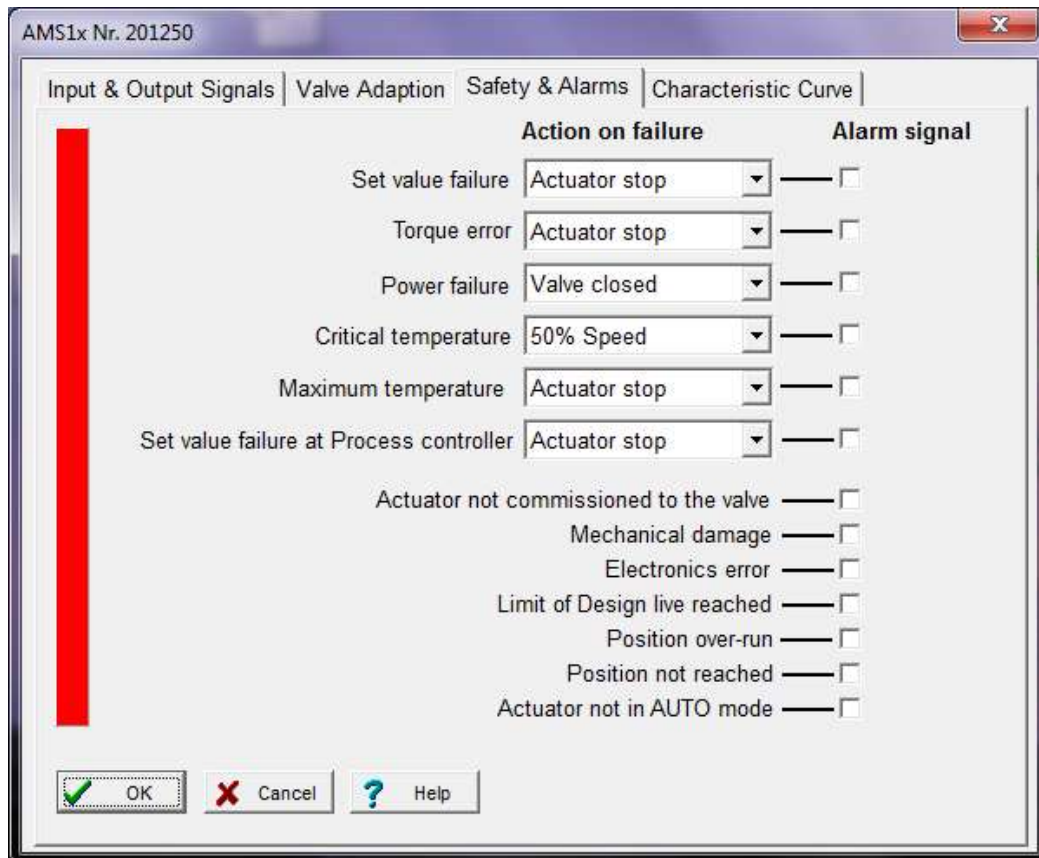 AMS1x Nr. 201250
Input & Output Signals Valve Adaption Safety & Alarms Characteristic Curve
Action on failure Alarm signal
Set value failure Actuator stop
Torque error Actuator stop
Power failure Valve closed
Critical temperature 50% Speed
Maximum temperature Actuator stop
Set value failure at Process controller Actuator stop
Actuator not commissioned to the valve
Mechanical damage
Electronics error
Limit of Design live reached
Position over-run
Position not reached
Actuator not in AUTO mode
OK Cancel ? Help